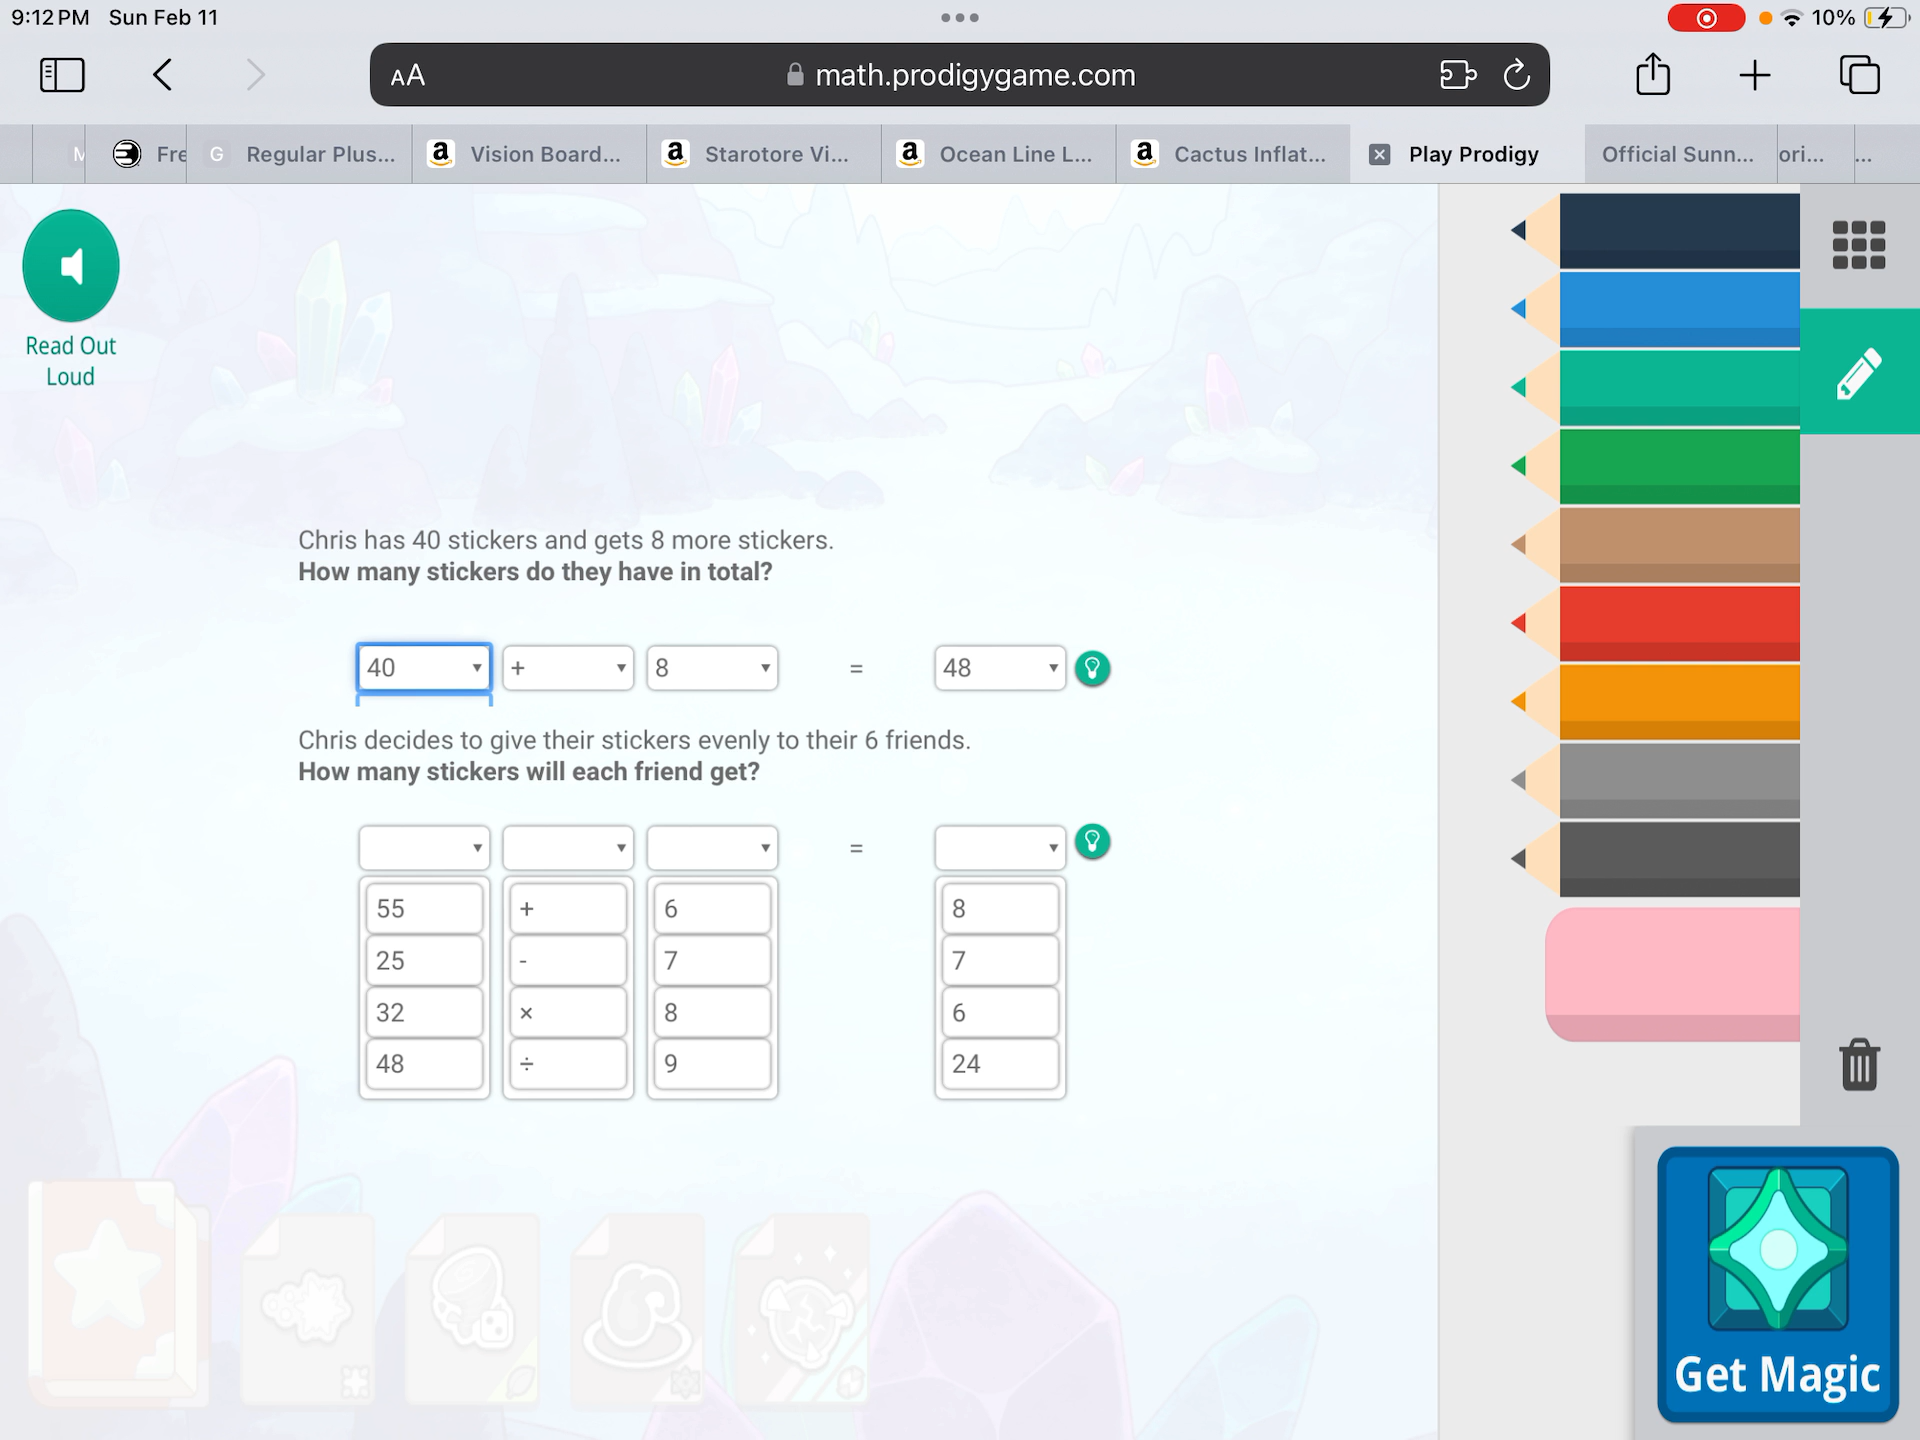 9:12 PM Sun Feb 11
10%
AA math.prodigygame.com
Fre G Regular Plus... a Vision Board... a Starotore Vi... a Ocean Line L... a Cactus Inflat... Play Prodigy Official Sunn... ori... ...
Read Out
Loud
Chris has 40 stickers and gets 8 more stickers.
How many stickers do they have in total?
40 + 8 = 48
Chris decides to give their stickers evenly to their 6 friends.
How many stickers will each friend get?
=
55 + 6 8
25 - 7 7
32 × 8 6
48 ÷ 9 24
Get Magic